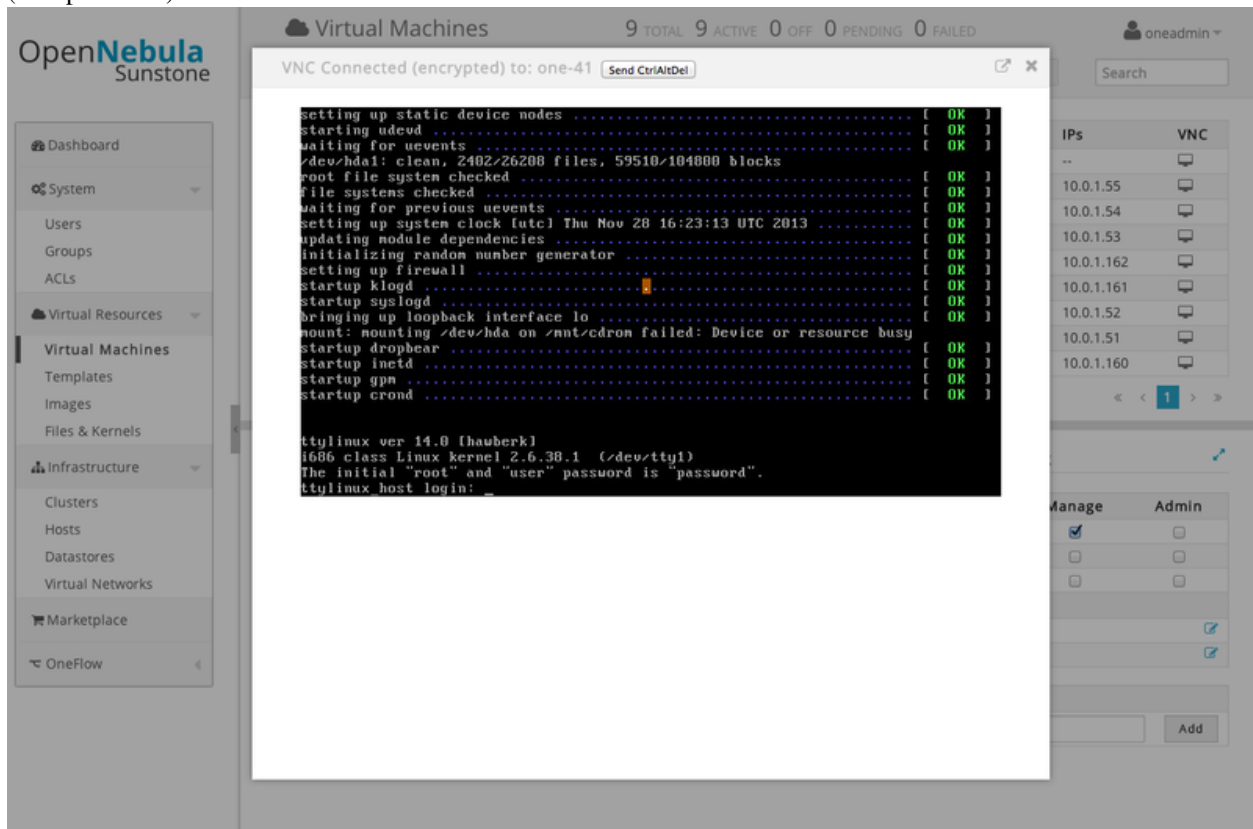 OpenNebula
Sunstone
Virtual Machines
9 TOTAL 9 ACTIVE 0 OFF 0 PENDING 0 FAILED
oneadmin
Search
VNC Connected (encrypted) to: one-41 Send CtrlAltDel
Dashboard
System
Users
Groups
ACLs
Virtual Resources
Virtual Machines
Templates
Images
Files & Kernels
Infrastructure
Clusters
Hosts
Datastores
Virtual Networks
Marketplace
OneFlow
setting up static device nodes ........................................ [ OK ]
starting udevd ........................................ [ OK ]
waiting for uevents ........................................ [ OK ]
/dev/hda1: clean, 2402/26208 files, 59510/104800 blocks
root file system checked ........................................ [ OK ]
file systems checked ........................................ [ OK ]
waiting for previous uevents ........................................ [ OK ]
setting up system clock [utc] Thu Nov 28 16:23:13 UTC 2013 ........... [ OK ]
updating module dependencies ........................................ [ OK ]
initializing random number generator ........................................ [ OK ]
setting up firewall ........................................ [ OK ]
startup klogd ........................................ [ OK ]
startup syslogd ........................................ [ OK ]
bringing up loopback interface lo ........................................ [ OK ]
mount: mounting /dev/hda on /mnt/cdrom failed: Device or resource busy
startup dropbear ........................................ [ OK ]
startup inetd ........................................ [ OK ]
startup gpm ........................................ [ OK ]
startup crond ........................................ [ OK ]
ttylinux ver 14.0 [hawberk]
i686 class Linux kernel 2.6.38.1 (/dev/tty1)
The initial "root" and "user" password is "password".
ttylinux_host login: _
IPs VNC
--
10.0.1.55
10.0.1.54
10.0.1.53
10.0.1.162
10.0.1.161
10.0.1.52
10.0.1.51
10.0.1.160
« < 1 > »
Manage Admin
Add